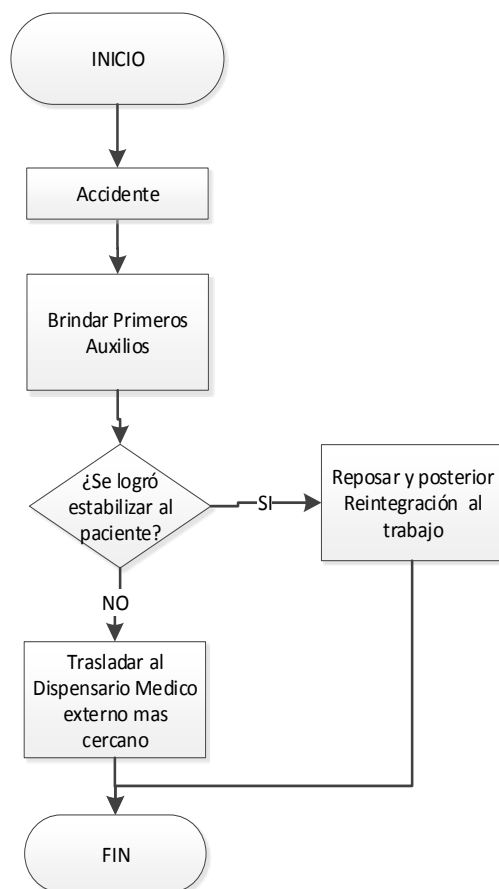 INICIO
Accidente
Brindar Primeros
Auxilios
¿Se logró
estabilizar al
paciente?
SI
Reposar y posterior
Reintegración al
trabajo
NO
Trasladar al
Dispensario Medico
externo mas
cercano
FIN